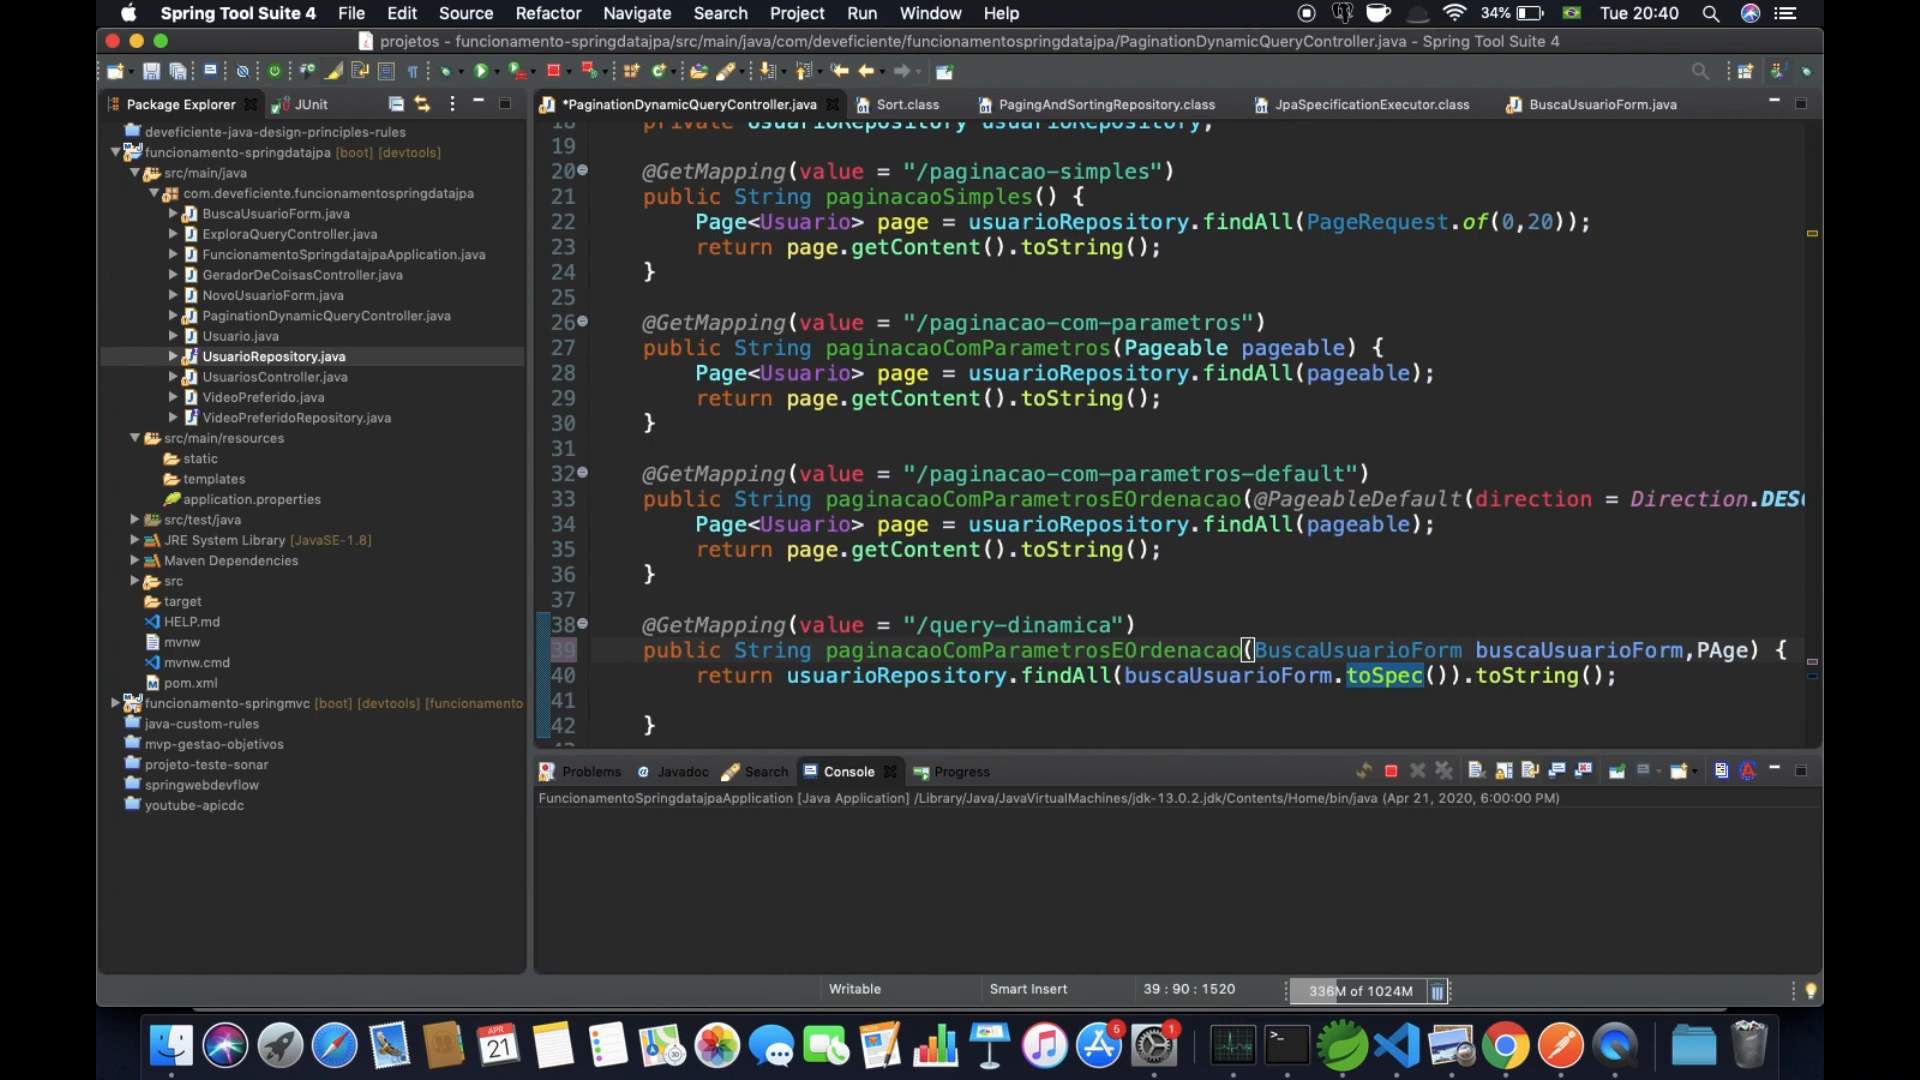 Spring Tool Suite 4 File Edit Source Refactor Navigate Search Project Run Window Help 34% Tue 20:40
projetos - funcionamento-springdatajpa/src/main/java/com/deveficiente/funcionamentospringdatajpa/PaginationDynamicQueryController.java - Spring Tool Suite 4
Package Explorer JUnit
*PaginationDynamicQueryController.java Sort.class PagingAndSortingRepository.class JpaSpecificationExecutor.class BuscaUsuarioForm.java
deveficiente-java-design-principles-rules
funcionamento-springdatajpa [boot] [devtools]
src/main/java
com.deveficiente.funcionamentospringdatajpa
BuscaUsuarioForm.java
ExploraQueryController.java
FuncionamentoSpringdatajpaApplication.java
GeradorDeCoisasController.java
NovoUsuarioForm.java
PaginationDynamicQueryController.java
Usuario.java
UsuarioRepository.java
UsuariosController.java
VideoPreferido.java
VideoPreferidoRepository.java
src/main/resources
static
templates
application.properties
src/test/java
JRE System Library [JavaSE-1.8]
Maven Dependencies
src
target
HELP.md
mvnw
mvnw.cmd
pom.xml
funcionamento-springmvc [boot] [devtools] [funcionamento
java-custom-rules
mvp-gestao-objetivos
projeto-teste-sonar
springwebdevflow
youtube-apicdc
18 private UsuarioRepository usuarioRepository;
19
20 @GetMapping(value = "/paginacao-simples")
21 public String paginacaoSimples() {
22 Page<Usuario> page = usuarioRepository.findAll(PageRequest.of(0,20));
23 return page.getContent().toString();
24 }
25
26 @GetMapping(value = "/paginacao-com-parametros")
27 public String paginacaoComParametros(Pageable pageable) {
28 Page<Usuario> page = usuarioRepository.findAll(pageable);
29 return page.getContent().toString();
30 }
31
32 @GetMapping(value = "/paginacao-com-parametros-default")
33 public String paginacaoComParametrosEOrdenacao(@PageableDefault(direction = Direction.DESC
34 Page<Usuario> page = usuarioRepository.findAll(pageable);
35 return page.getContent().toString();
36 }
37
38 @GetMapping(value = "/query-dinamica")
39 public String paginacaoComParametrosEOrdenacao(BuscaUsuarioForm buscaUsuarioForm,PAge) {
40 return usuarioRepository.findAll(buscaUsuarioForm.toSpec()).toString();
41
42 }
Problems Javadoc Search Console Progress
FuncionamentoSpringdatajpaApplication [Java Application] /Library/Java/JavaVirtualMachines/jdk-13.0.2.jdk/Contents/Home/bin/java (Apr 21, 2020, 6:00:00 PM)
Writable Smart Insert 39 : 90 : 1520 336M of 1024M
APR 21 5 1